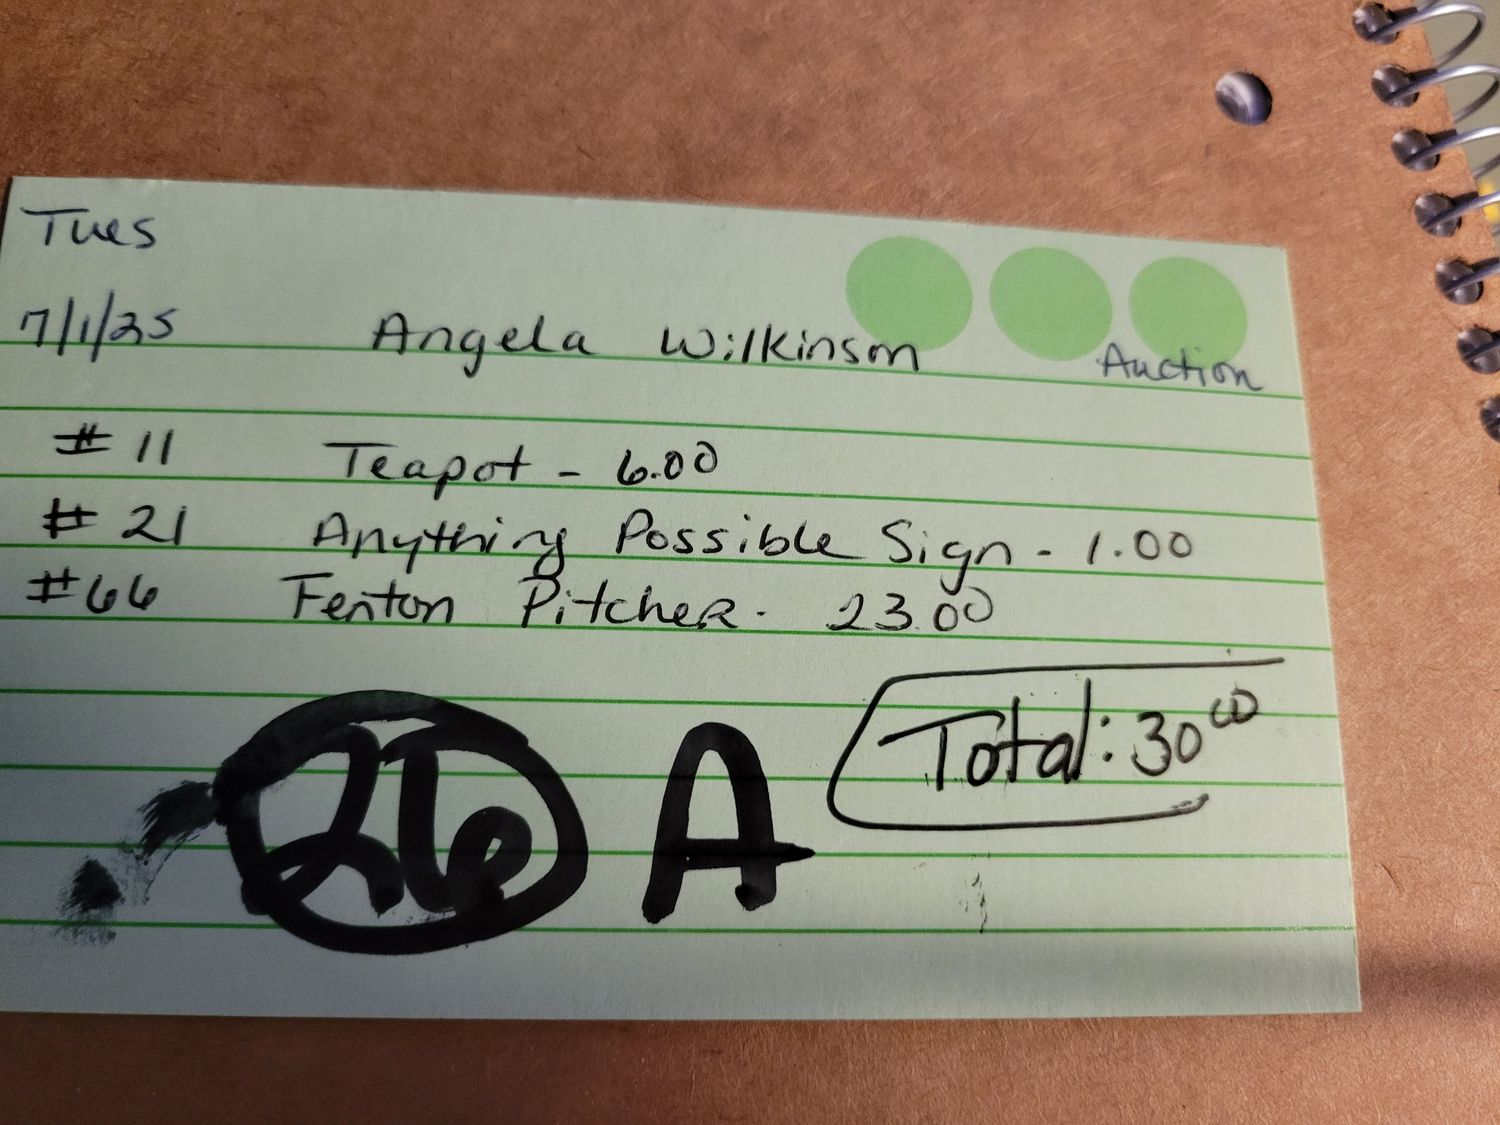 Tues
7/1/25 Angela Wilkinson Auction
#11 Teapot - 6.00
#21 Anything Possible Sign - 1.00
#66 Fenton Pitcher - 23.00
Total: 30 00
26 A